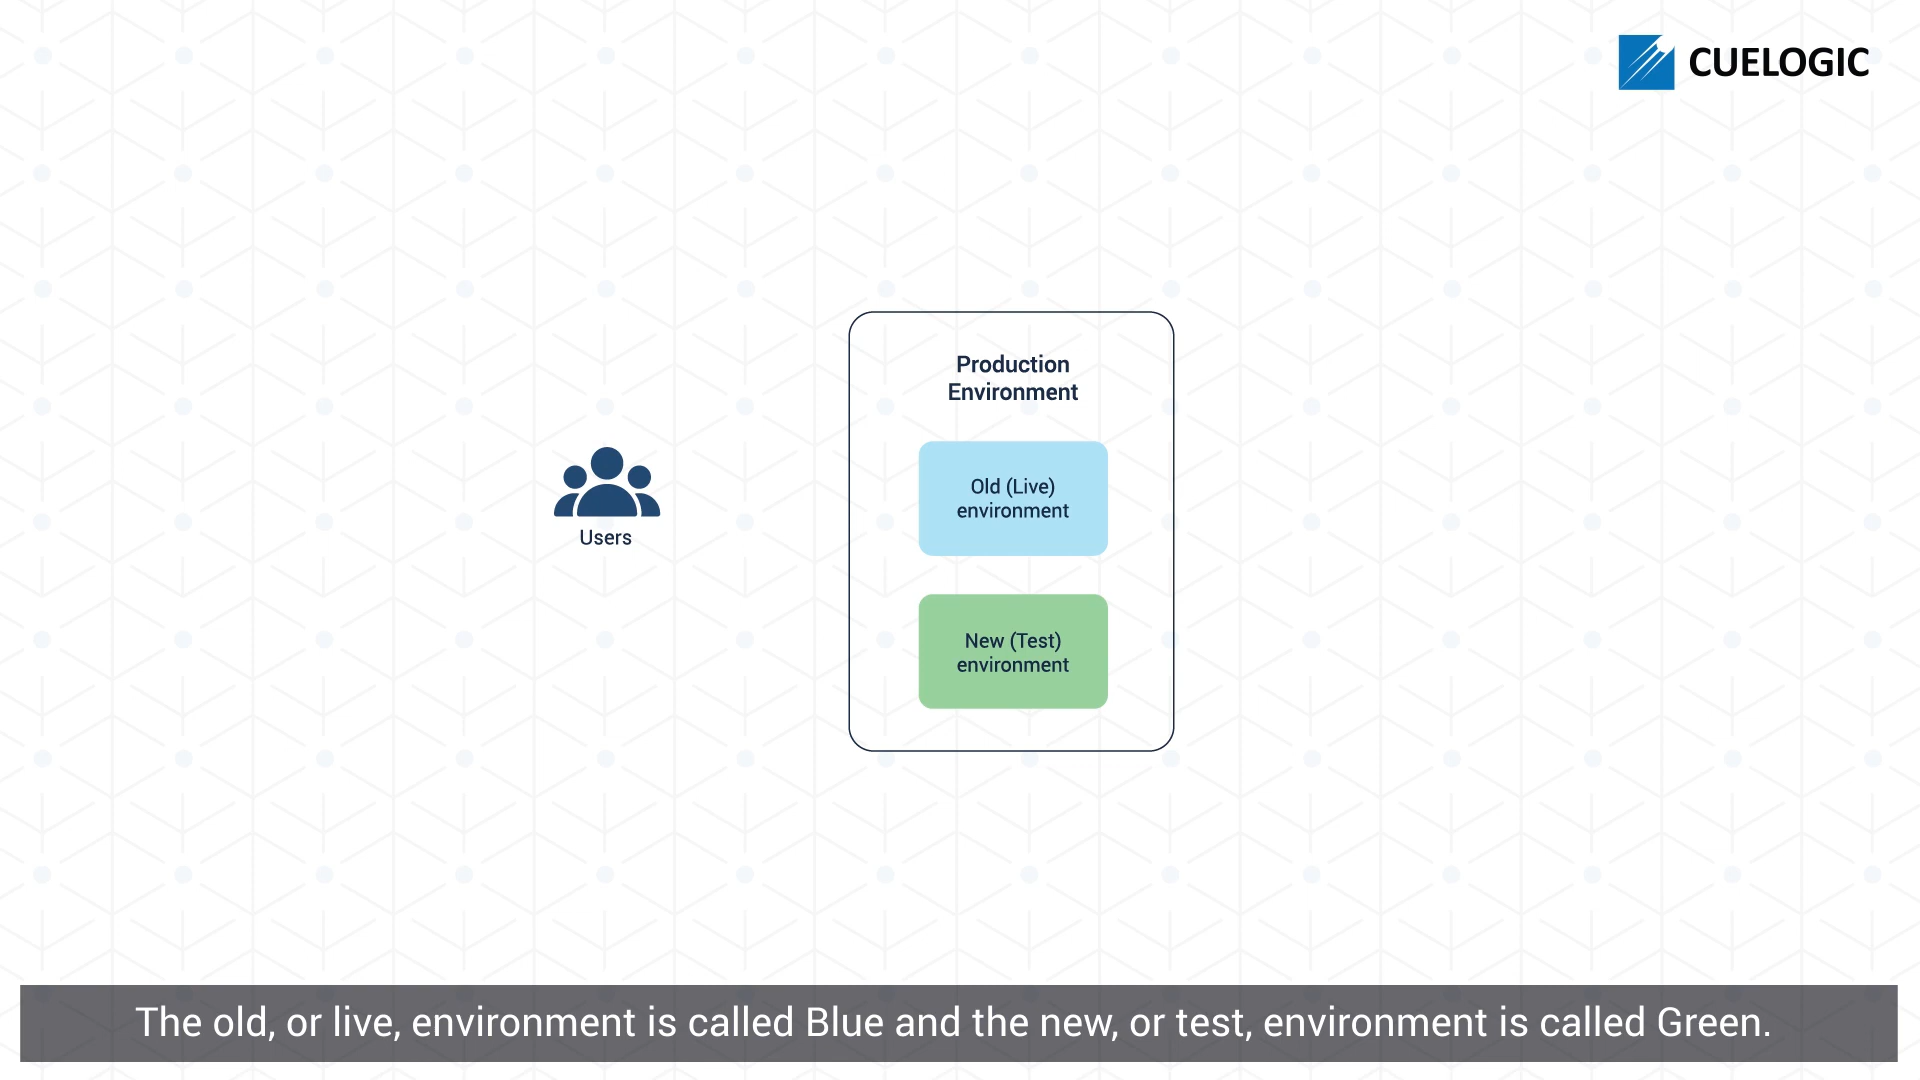 CUELOGIC
Production
Environment
Old (Live)
environment
Users
New (Test)
environment
The old, or live, environment is called Blue and the new, or test, environment is called Green.